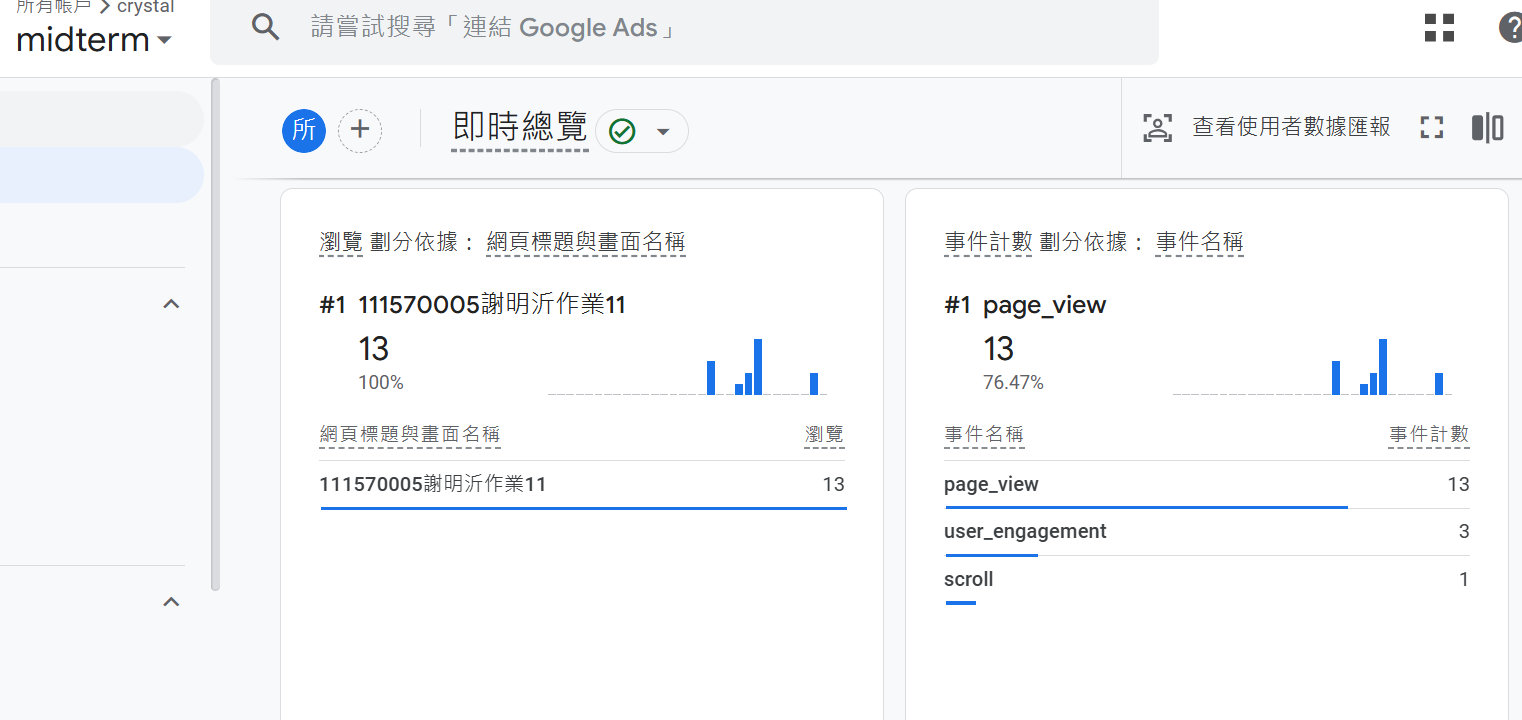 所有帳戶 > crystal
midterm
請嘗試搜尋「連結 Google Ads」
所
即時總覽
查看使用者數據匯報
瀏覽 劃分依據： 網頁標題與畫面名稱
#1 111570005謝明沂作業11
13
100%
網頁標題與畫面名稱 瀏覽
111570005謝明沂作業11 13
事件計數 劃分依據： 事件名稱
#1 page_view
13
76.47%
事件名稱 事件計數
page_view 13
user_engagement 3
scroll 1